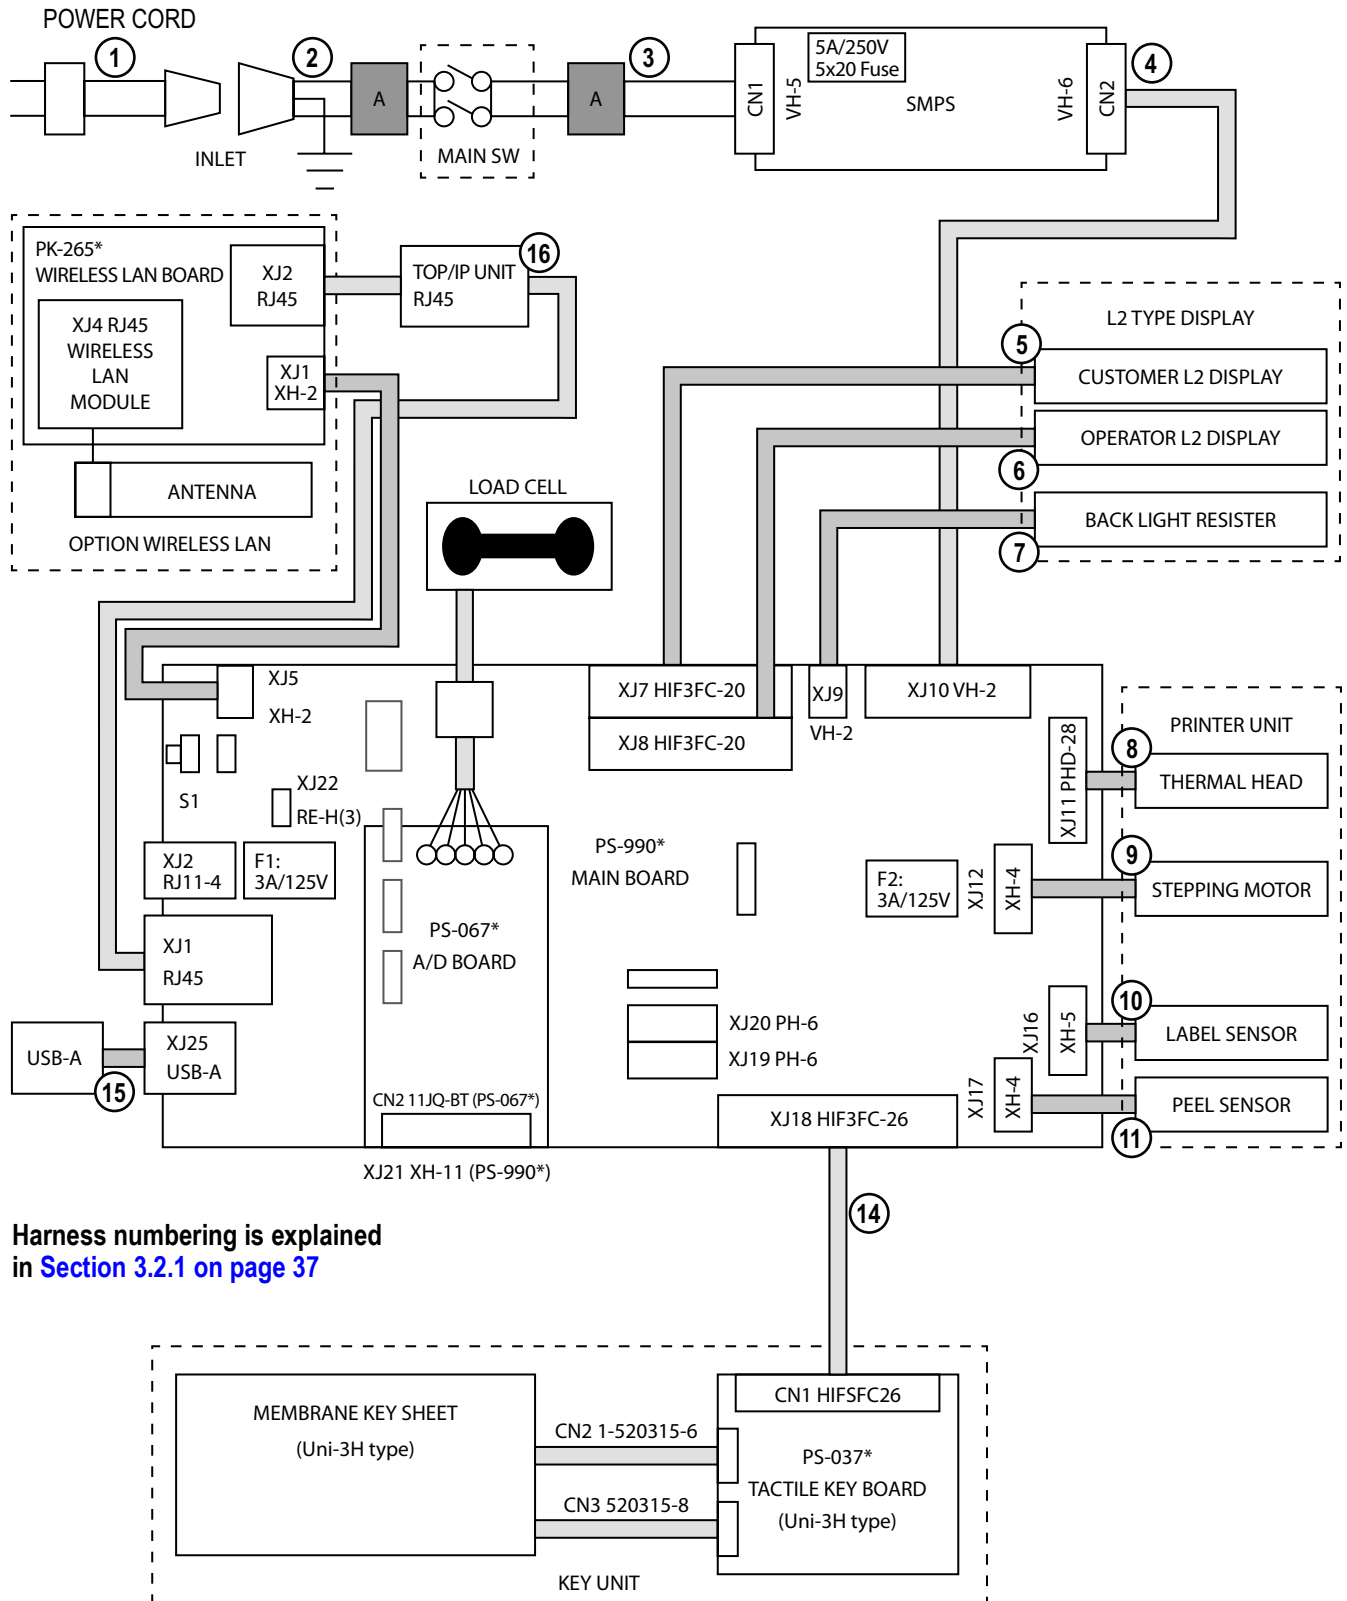 POWER CORD
1
2
3
4
A
A
INLET
MAIN SW
CN1
VH-5
5A/250V
5x20 Fuse
SMPS
VH-6
CN2
PK-265*
WIRELESS LAN BOARD
XJ2
RJ45
16
TOP/IP UNIT
RJ45
XJ4 RJ45
WIRELESS
LAN
MODULE
XJ1
XH-2
ANTENNA
OPTION WIRELESS LAN
LOAD CELL
L2 TYPE DISPLAY
5
CUSTOMER L2 DISPLAY
OPERATOR L2 DISPLAY
6
BACK LIGHT RESISTER
7
XJ5
XH-2
S1
XJ22
RE-H(3)
XJ7 HIF3FC-20
XJ8 HIF3FC-20
XJ9
VH-2
XJ10 VH-2
XJ11 PHD-28
PRINTER UNIT
8
THERMAL HEAD
XJ2
RJ11-4
F1:
3A/125V
PS-990*
MAIN BOARD
F2:
3A/125V
XJ12
XH-4
9
STEPPING MOTOR
XJ1
RJ45
PS-067*
A/D BOARD
XJ20 PH-6
XJ19 PH-6
XJ16
XH-5
10
LABEL SENSOR
USB-A
15
XJ25
USB-A
CN2 11JQ-BT (PS-067*)
XJ18 HIF3FC-26
XJ17
XH-4
PEEL SENSOR
11
XJ21 XH-11 (PS-990*)
14
Harness numbering is explained
in Section 3.2.1 on page 37
MEMBRANE KEY SHEET
(Uni-3H type)
CN2 1-520315-6
CN3 520315-8
CN1 HIFSFC26
PS-037*
TACTILE KEY BOARD
(Uni-3H type)
KEY UNIT